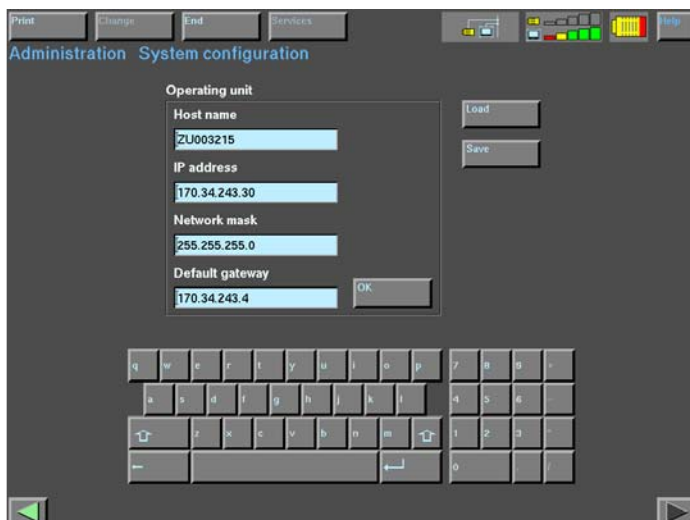 Print Change End Services Help
Administration System configuration
Operating unit
Host name
ZU003215
IP address
170.34.243.30
Network mask
255.255.255.0
Default gateway
170.34.243.4
OK
Load
Save
q w e r t y u i o p 7 8 9 +
a s d f g h j k l 4 5 6 -
z x c v b n m 1 2 3
0 . /